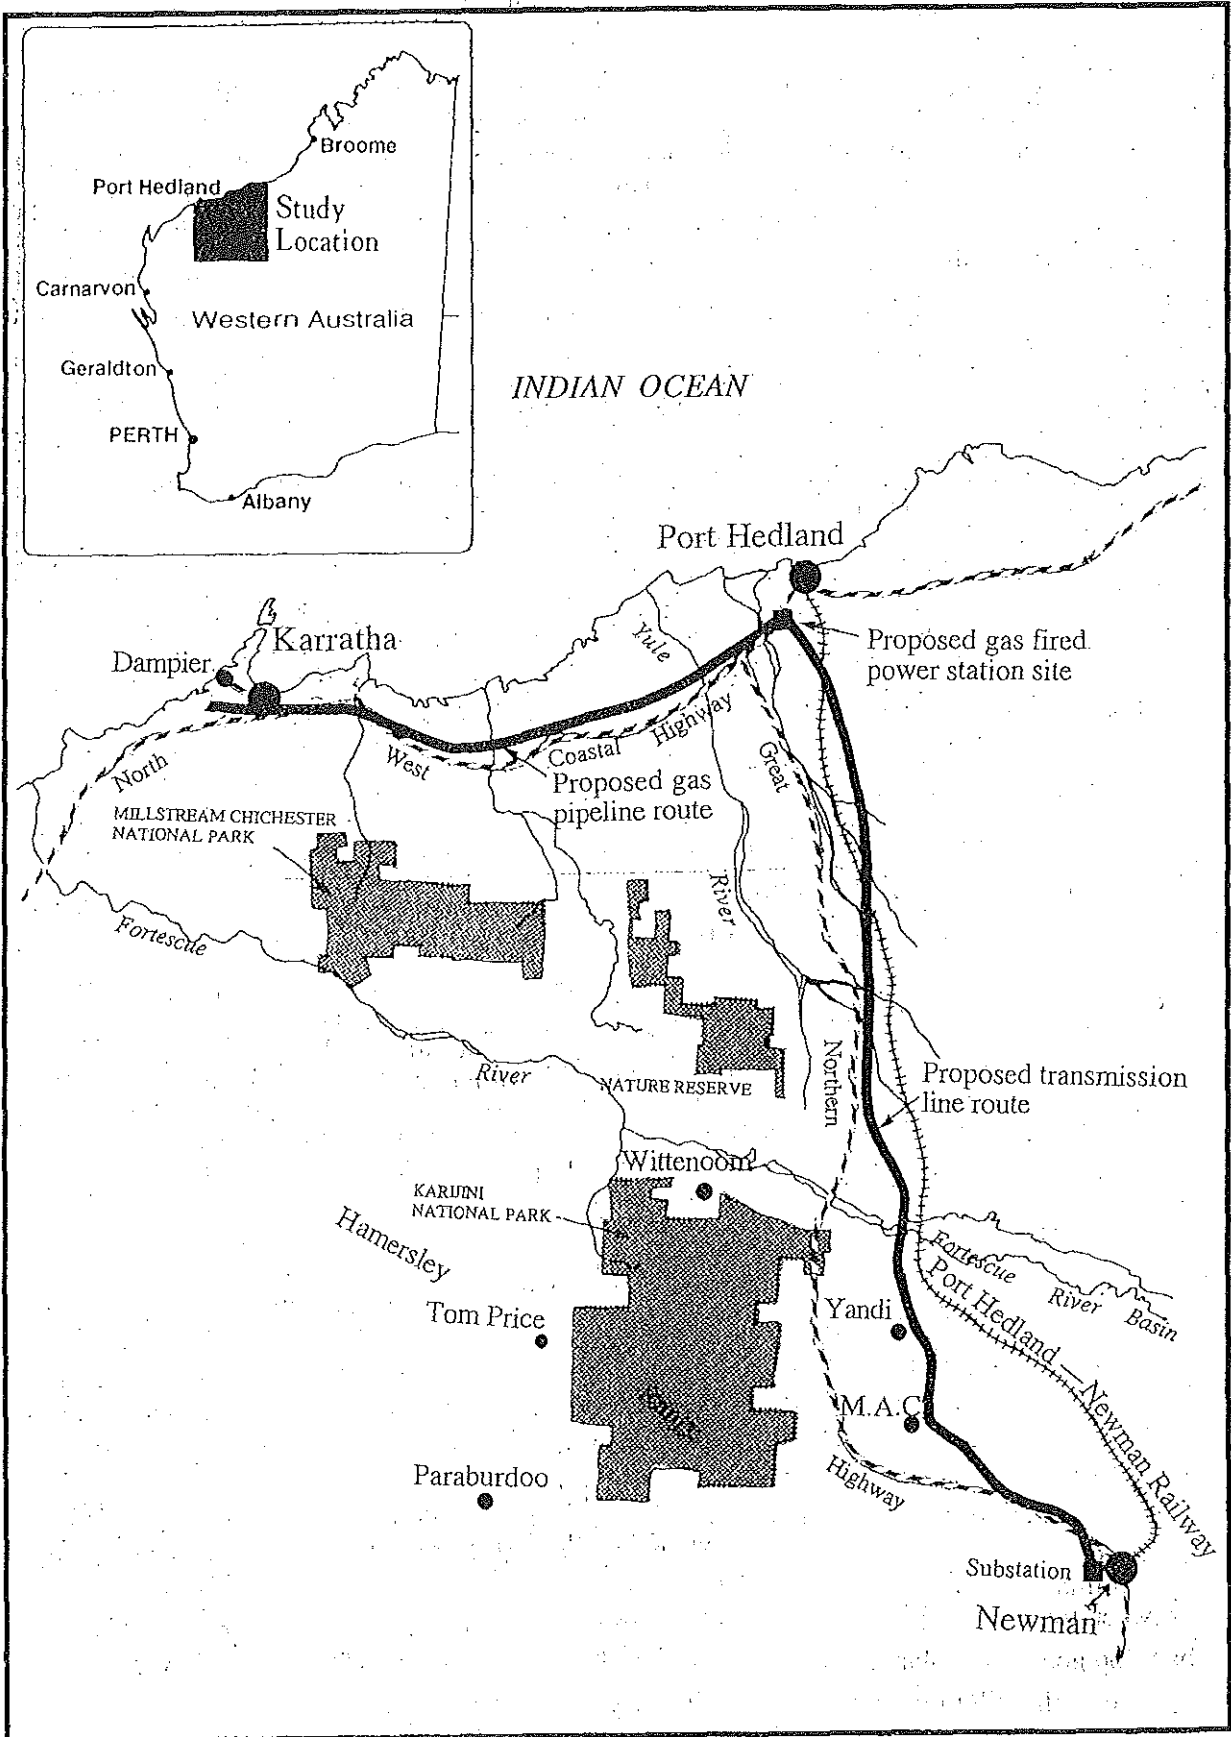 Broome
Port Hedland
Study
Location
Carnarvon
Western Australia
Geraldton
PERTH
Albany
INDIAN OCEAN
Port Hedland
Karratha
Dampier
Yule
Proposed gas fired
power station site
North
West
Coastal
Highway
Great
Proposed gas
pipeline route
MILLSTREAM CHICHESTER
NATIONAL PARK
River
Fortescue
River
NATURE RESERVE
Northern
Proposed transmission
line route
Wittenoom
KARIJINI
NATIONAL PARK
Hamersley
Fortescue
River
Basin
Port Hedland — Newman Railway
Tom Price
Yandi
M.A.C
Paraburdoo
Highway
Substation
Newman